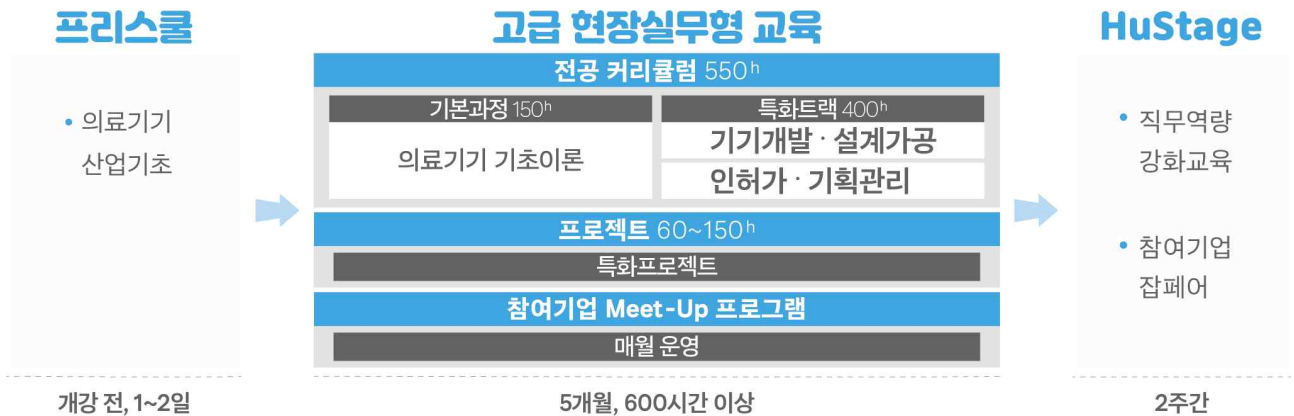 프리스쿨
• 의료기기
산업기초
개강 전, 1~2일
고급 현장실무형 교육
전공 커리큘럼 550h
기본과정 150h
의료기기 기초이론
특화트랙 400h
기기개발 · 설계가공
인허가 · 기획관리
프로젝트 60~150h
특화프로젝트
참여기업 Meet-Up 프로그램
매월 운영
5개월, 600시간 이상
HuStage
• 직무역량
강화교육
• 참여기업
잡페어
2주간